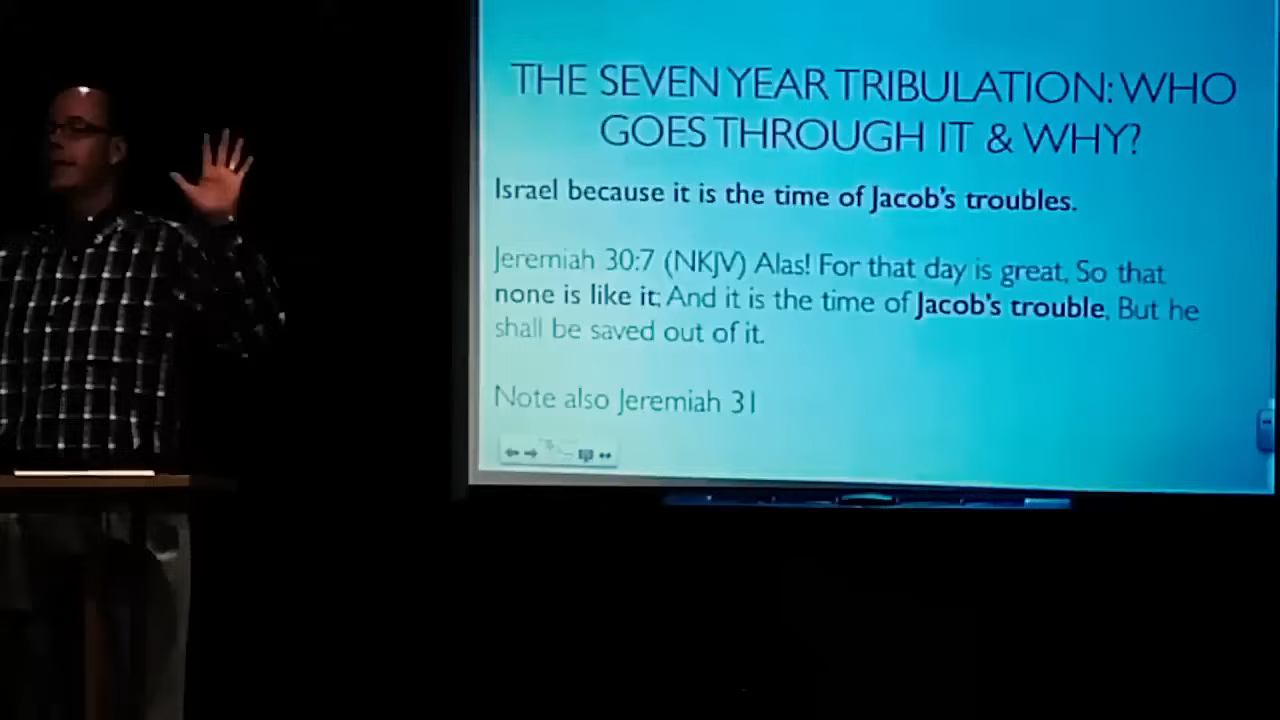 THE SEVEN YEAR TRIBULATION: WHO
GOES THROUGH IT & WHY?
Israel because it is the time of Jacob's troubles.
Jeremiah 30:7 (NKJV) Alas! For that day is great, So that
none is like it; And it is the time of Jacob's trouble, But he
shall be saved out of it.
Note also Jeremiah 31